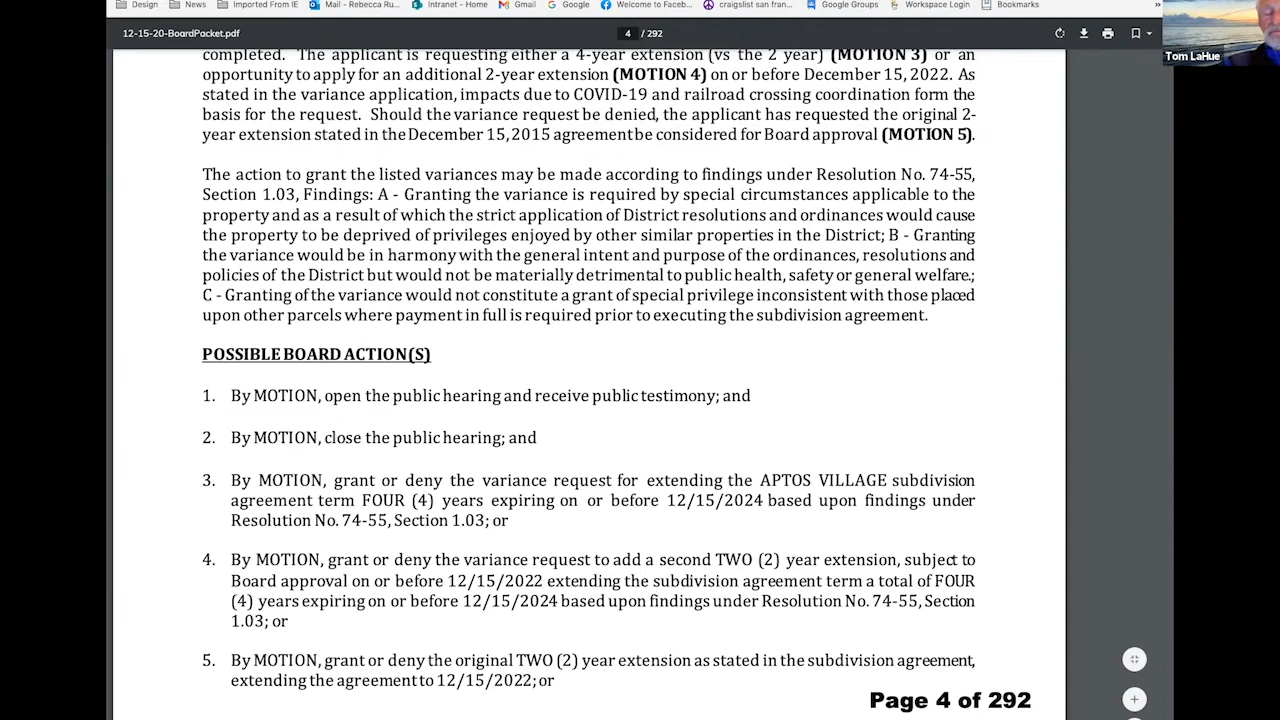 Design News Imported From IE Mail - Rebecca Ru... Intranet - Home Gmail Google Welcome to Faceb... craigslist san fran... Google Groups Workspace Login Bookmarks »
12-15-20-BoardPacket.pdf 4 / 292
Tom LaHue
completed. The applicant is requesting either a 4-year extension (vs the 2 year) (MOTION 3) or an
opportunity to apply for an additional 2-year extension (MOTION 4) on or before December 15, 2022. As
stated in the variance application, impacts due to COVID-19 and railroad crossing coordination form the
basis for the request. Should the variance request be denied, the applicant has requested the original 2-
year extension stated in the December 15, 2015 agreement be considered for Board approval (MOTION 5).
The action to grant the listed variances may be made according to findings under Resolution No. 74-55,
Section 1.03, Findings: A - Granting the variance is required by special circumstances applicable to the
property and as a result of which the strict application of District resolutions and ordinances would cause
the property to be deprived of privileges enjoyed by other similar properties in the District; B - Granting
the variance would be in harmony with the general intent and purpose of the ordinances, resolutions and
policies of the District but would not be materially detrimental to public health, safety or general welfare.;
C - Granting of the variance would not constitute a grant of special privilege inconsistent with those placed
upon other parcels where payment in full is required prior to executing the subdivision agreement.
POSSIBLE BOARD ACTION(S)
1. By MOTION, open the public hearing and receive public testimony; and
2. By MOTION, close the public hearing; and
3. By MOTION, grant or deny the variance request for extending the APTOS VILLAGE subdivision
agreement term FOUR (4) years expiring on or before 12/15/2024 based upon findings under
Resolution No. 74-55, Section 1.03; or
4. By MOTION, grant or deny the variance request to add a second TWO (2) year extension, subject to
Board approval on or before 12/15/2022 extending the subdivision agreement term a total of FOUR
(4) years expiring on or before 12/15/2024 based upon findings under Resolution No. 74-55, Section
1.03; or
5. By MOTION, grant or deny the original TWO (2) year extension as stated in the subdivision agreement,
extending the agreement to 12/15/2022; or
Page 4 of 292